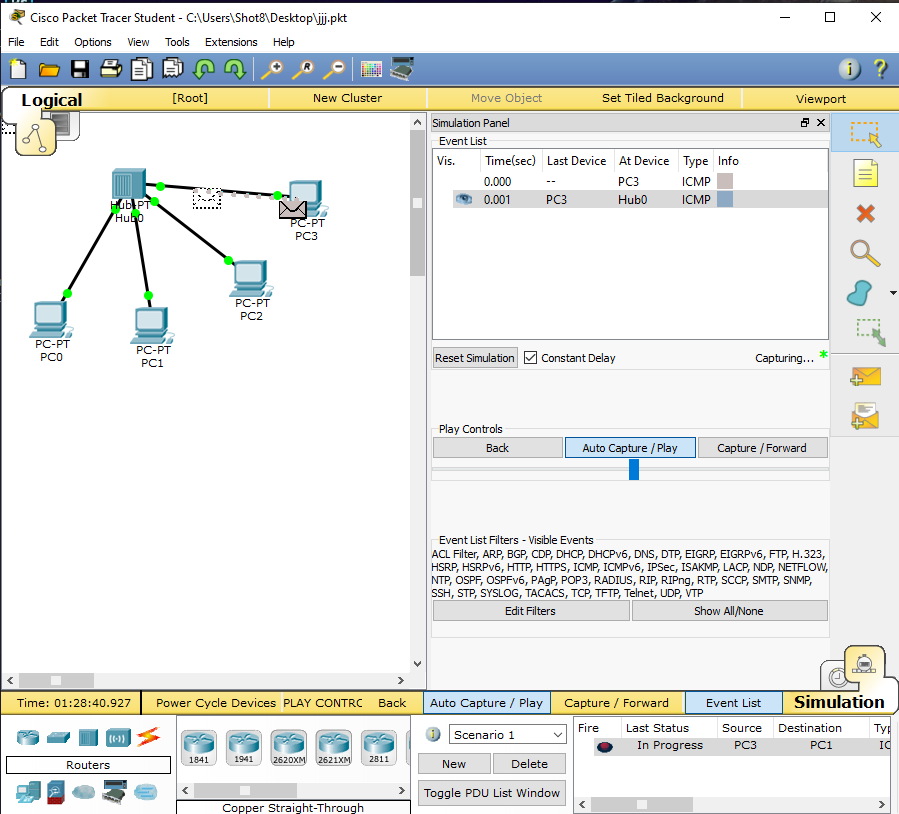 Cisco Packet Tracer Student - C:\Users\Shot8\Desktop\jjj.pkt
File Edit Options View Tools Extensions Help
Logical [Root] New Cluster Move Object Set Tiled Background Viewport
Hub-PT
Hub0
PC-PT
PC3
PC-PT
PC2
PC-PT
PC0
PC-PT
PC1
Simulation Panel
Event List
Vis. Time(sec) Last Device At Device Type Info
0.000 -- PC3 ICMP
0.001 PC3 Hub0 ICMP
Reset Simulation Constant Delay Capturing... *
Play Controls
Back Auto Capture / Play Capture / Forward
Event List Filters - Visible Events
ACL Filter, ARP, BGP, CDP, DHCP, DHCPv6, DNS, DTP, EIGRP, EIGRPv6, FTP, H.323,
HSRP, HSRPv6, HTTP, HTTPS, ICMP, ICMPv6, IPSec, ISAKMP, LACP, NDP, NETFLOW,
NTP, OSPF, OSPFv6, PAgP, POP3, RADIUS, RIP, RIPng, RTP, SCCP, SMTP, SNMP,
SSH, STP, SYSLOG, TACACS, TCP, TFTP, Telnet, UDP, VTP
Edit Filters Show All/None
Time: 01:28:40.927 Power Cycle Devices PLAY CONTRC Back Auto Capture / Play Capture / Forward Event List Simulation
Routers
1841 1941 2620XM 2621XM 2811
Copper Straight-Through
Scenario 1
New Delete
Toggle PDU List Window
Fire Last Status Source Destination Typ
In Progress PC3 PC1 IC